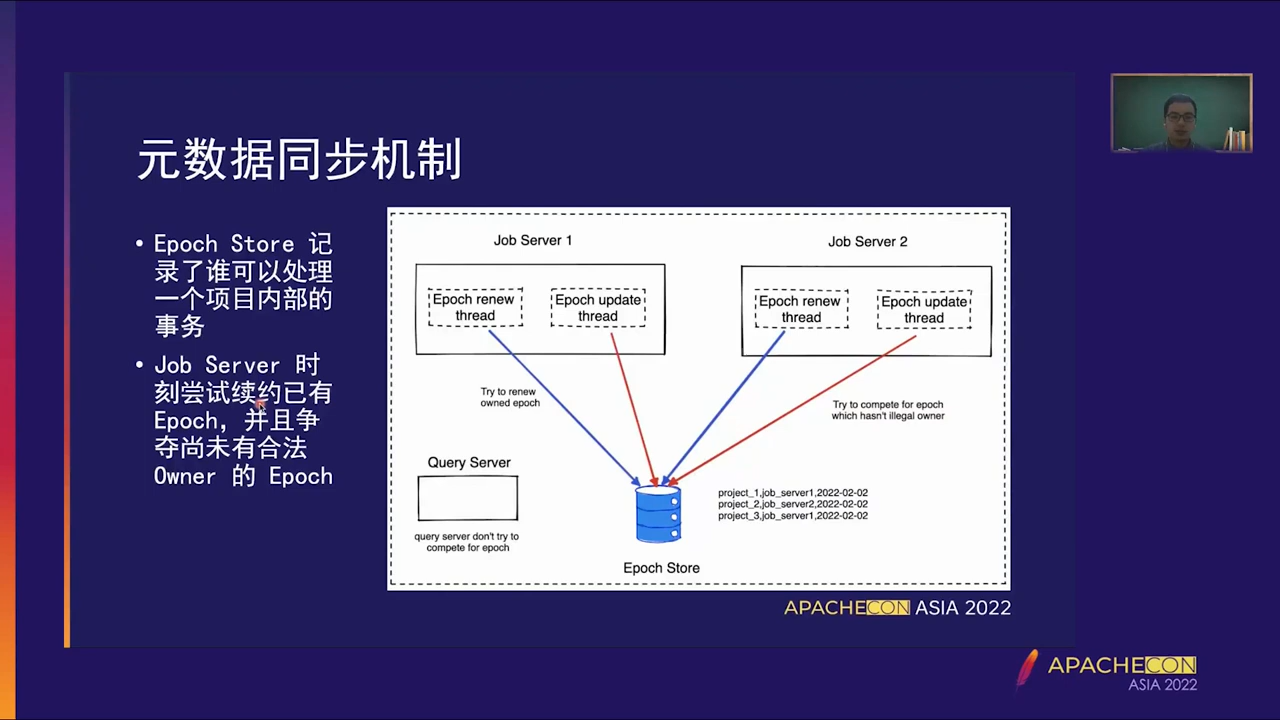 元数据同步机制
• Epoch Store 记
录了谁可以处理
一个项目内部的
事务
• Job Server 时
刻尝试续约已有
Epoch, 并且争
夺尚未有合法
Owner 的 Epoch
Job Server 1
Epoch renew
thread
Epoch update
thread
Job Server 2
Epoch renew
thread
Epoch update
thread
Try to renew
owned epoch
Try to compete for epoch
which hasn't illegal owner
Query Server
query server don't try to
compete for epoch
project_1,job_server1,2022-02-02
project_2,job_server2,2022-02-02
project_3,job_server1,2022-02-02
Epoch Store
APACHECON ASIA 2022
APACHECON
ASIA 2022